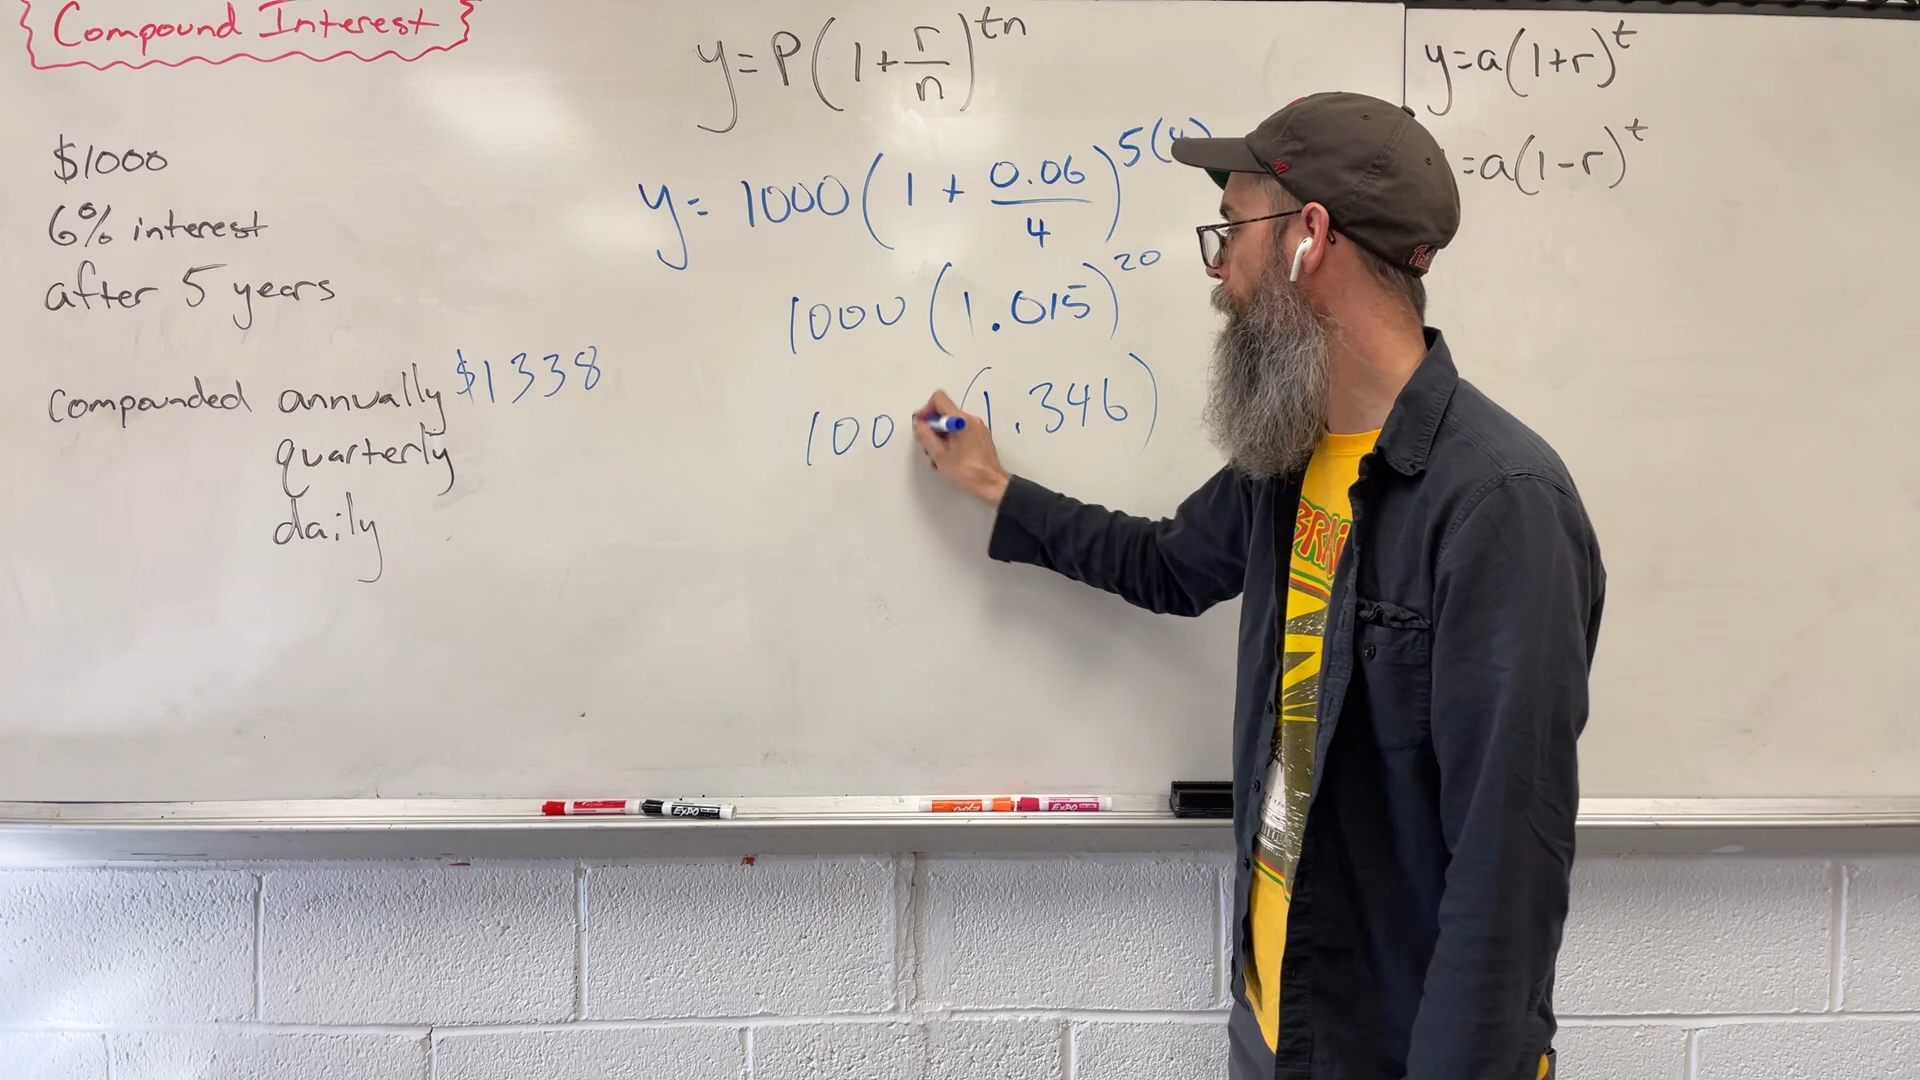 Compound Interest
$1000
6% interest
after 5 years
compounded annually $1338
quarterly
daily
y=P(1+r/n)^tn
y= 1000(1 + 0.06/4)^5(4)
1000(1.015)^20
100 (1.346)
y=a(1+r)^t
=a(1-r)^t
EXPO
EXPO